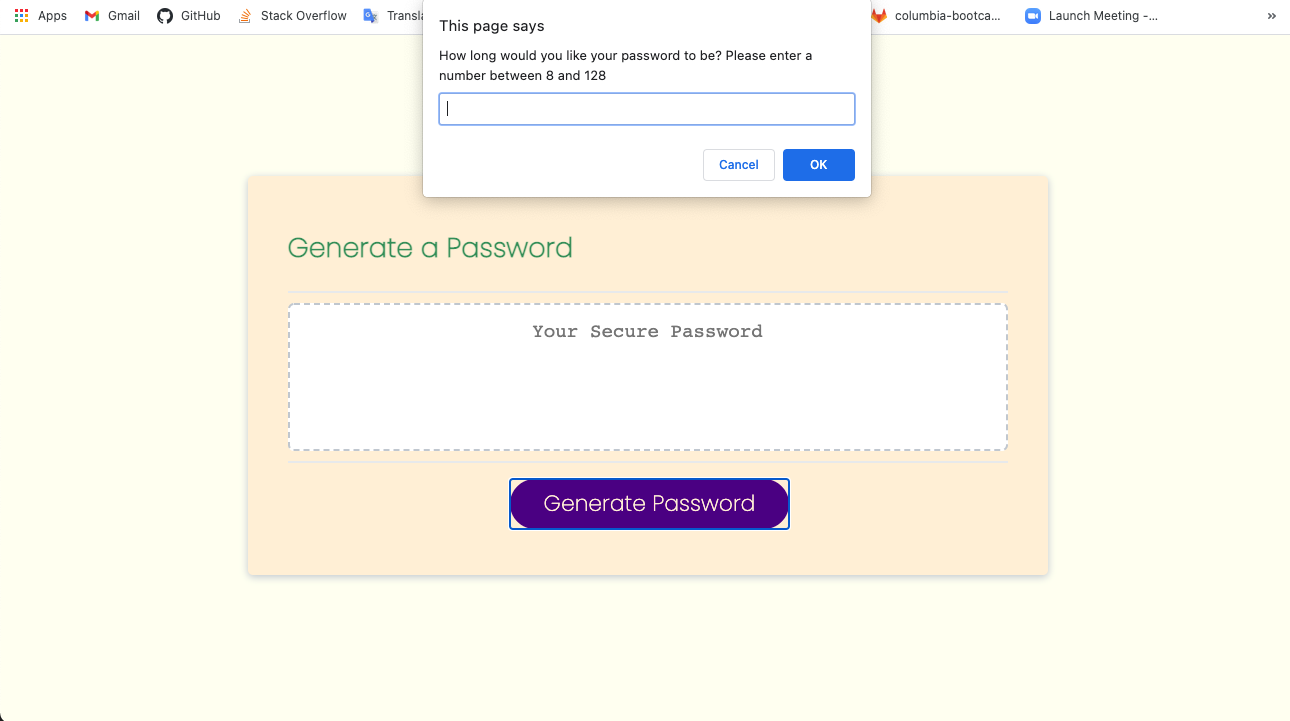 Apps Gmail GitHub Stack Overflow columbia-bootca... Launch Meeting -... »
This page says
How long would you like your password to be? Please enter a
number between 8 and 128
Cancel OK
Generate a Password
Your Secure Password
Generate Password